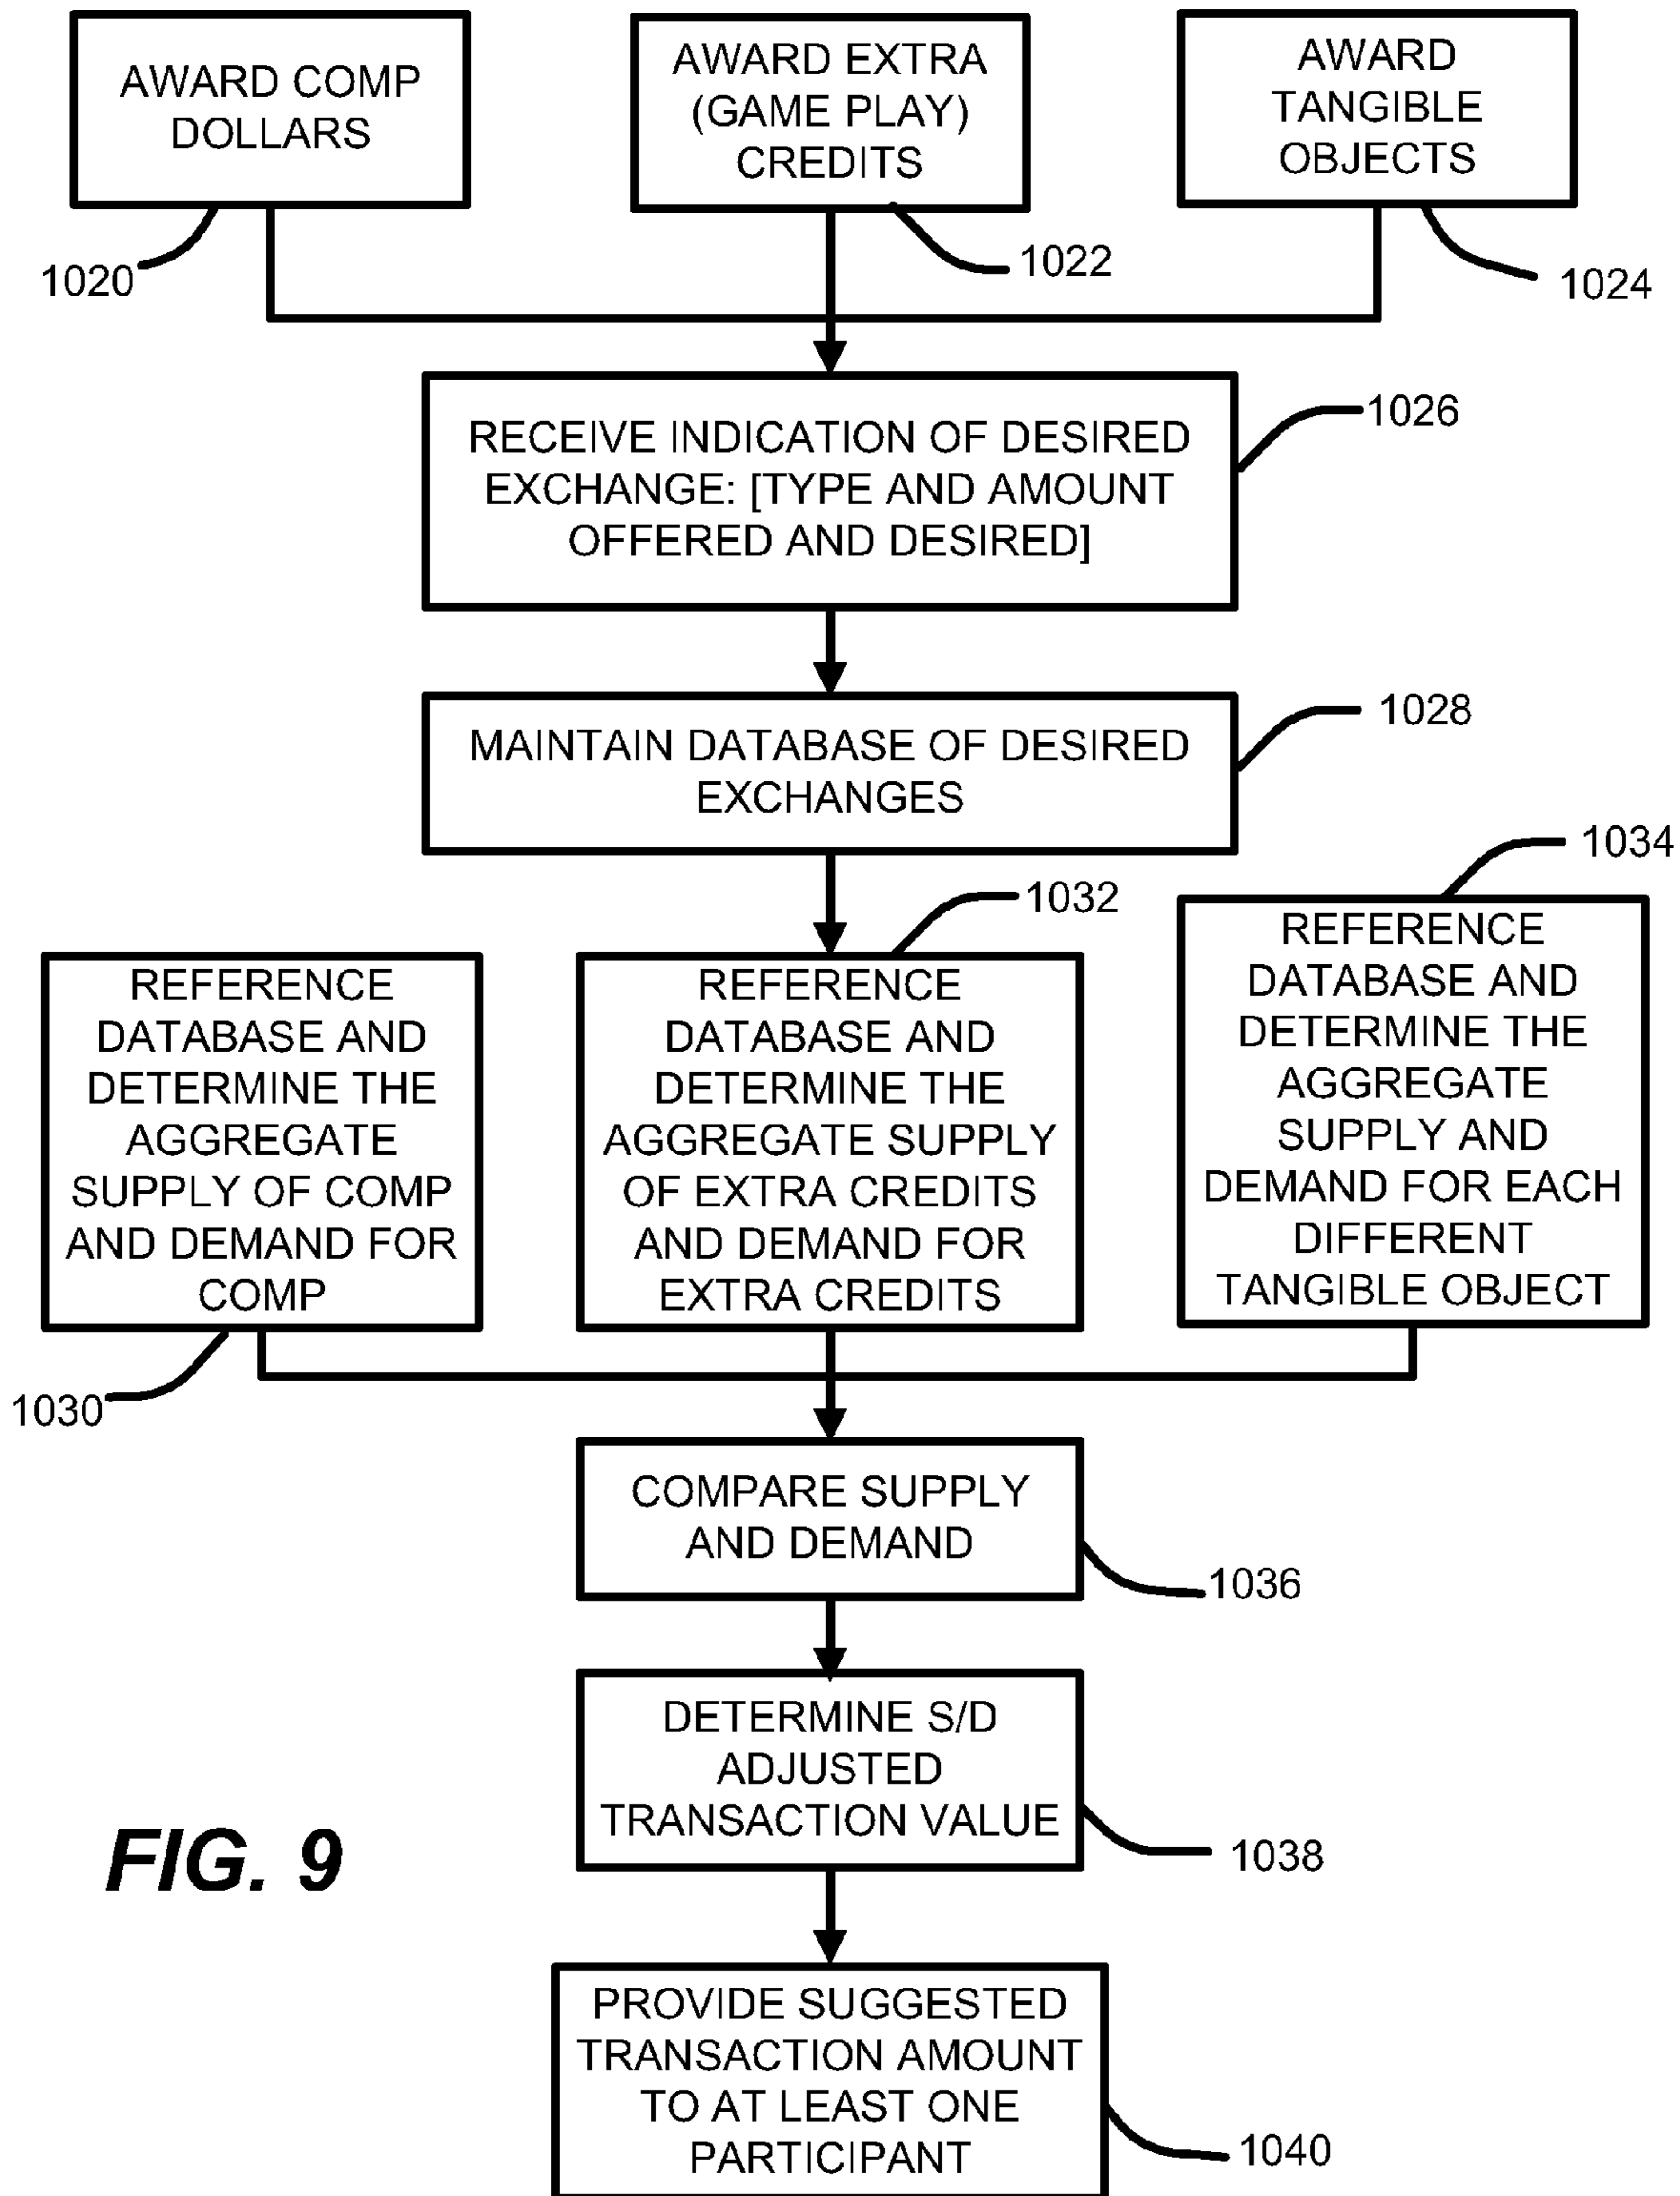 AWARD COMP
DOLLARS
1020
AWARD EXTRA
(GAME PLAY)
CREDITS
1022
AWARD
TANGIBLE
OBJECTS
1024
RECEIVE INDICATION OF DESIRED
EXCHANGE: [TYPE AND AMOUNT
OFFERED AND DESIRED]
1026
MAINTAIN DATABASE OF DESIRED
EXCHANGES
1028
REFERENCE
DATABASE AND
DETERMINE THE
AGGREGATE
SUPPLY OF COMP
AND DEMAND FOR
COMP
1030
1032
REFERENCE
DATABASE AND
DETERMINE THE
AGGREGATE SUPPLY
OF EXTRA CREDITS
AND DEMAND FOR
EXTRA CREDITS
1034
REFERENCE
DATABASE AND
DETERMINE THE
AGGREGATE
SUPPLY AND
DEMAND FOR EACH
DIFFERENT
TANGIBLE OBJECT
COMPARE SUPPLY
AND DEMAND
1036
DETERMINE S/D
ADJUSTED
TRANSACTION VALUE
1038
FIG. 9
PROVIDE SUGGESTED
TRANSACTION AMOUNT
TO AT LEAST ONE
PARTICIPANT
1040